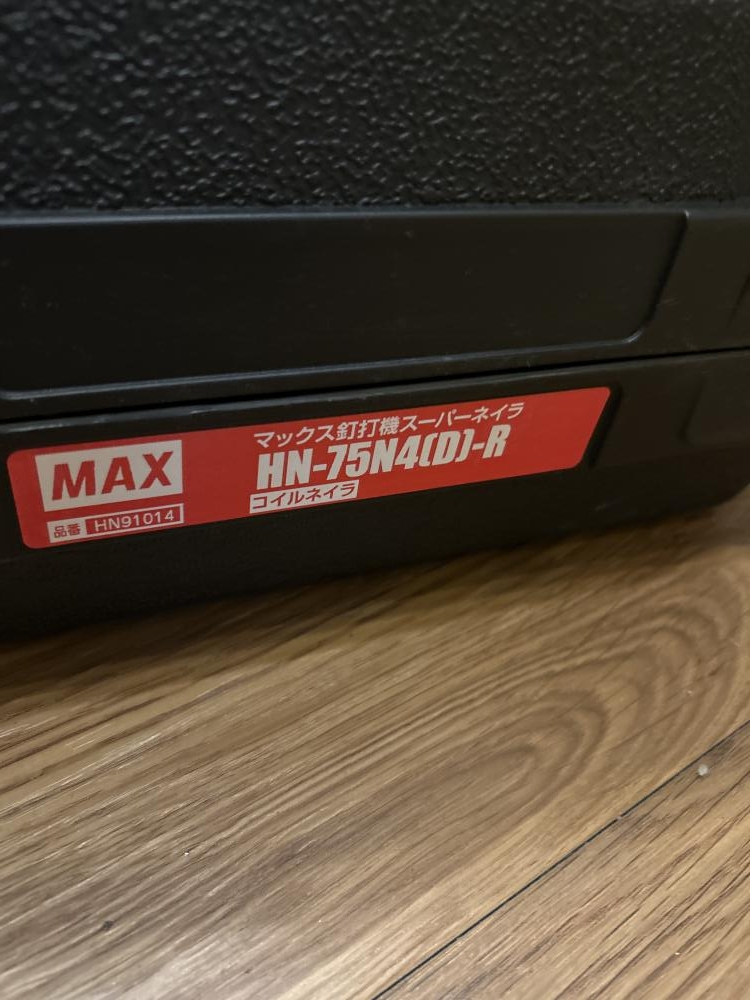 MAX
品番 HN91014
マックス釘打機スーパーネイラ
HN-75N4(D)-R
コイルネイラ